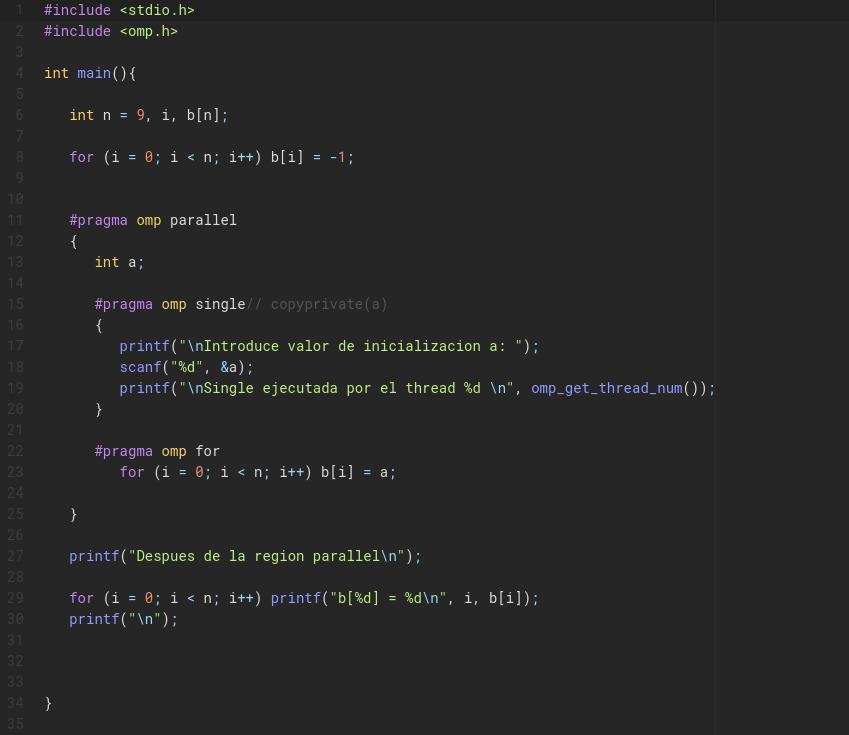 1 #include <stdio.h>
2 #include <omp.h>
3
4 int main(){
5
6    int n = 9, i, b[n];
7
8    for (i = 0; i < n; i++) b[i] = -1;
9
10
11    #pragma omp parallel
12    {
13       int a;
14
15       #pragma omp single// copyprivate(a)
16       {
17          printf("\nIntroduce valor de inicializacion a: ");
18          scanf("%d", &a);
19          printf("\nSingle ejecutada por el thread %d \n", omp_get_thread_num());
20       }
21
22       #pragma omp for
23          for (i = 0; i < n; i++) b[i] = a;
24
25    }
26
27    printf("Despues de la region parallel\n");
28
29    for (i = 0; i < n; i++) printf("b[%d] = %d\n", i, b[i]);
30    printf("\n");
31
32
33
34 }
35